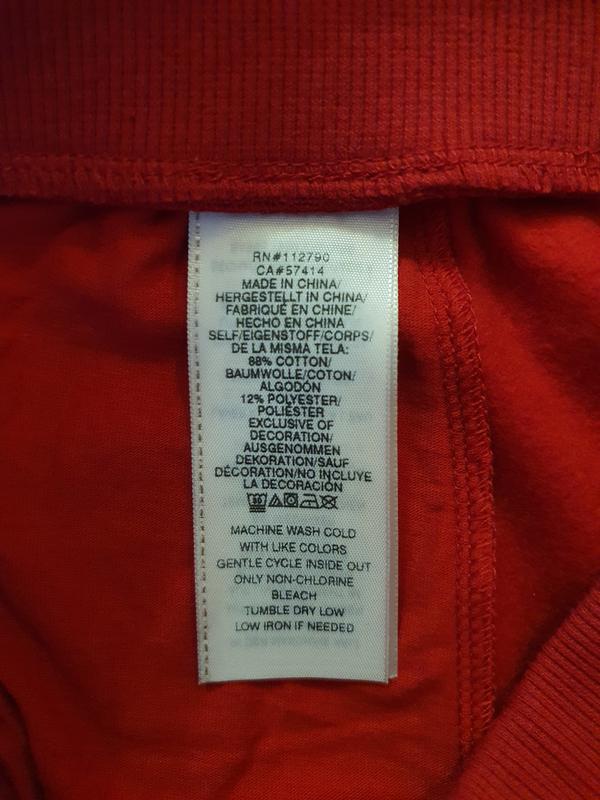 RN#112790
CA#57414
MADE IN CHINA/
HERGESTELLT IN CHINA/
FABRIQUÉ EN CHINE/
HECHO EN CHINA
SELF/EIGENSTOFF/CORPS/
DE LA MISMA TELA:
88% COTTON/
BAUMWOLLE/COTON/
ALGODÓN
12% POLYESTER/
POLIÉSTER
EXCLUSIVE OF
DECORATION/
AUSGENOMMEN
DEKORATION/SAUF
DÉCORATION/NO INCLUYE
LA DECORACIÓN
30
MACHINE WASH COLD
WITH LIKE COLORS
GENTLE CYCLE INSIDE OUT
ONLY NON-CHLORINE
BLEACH
TUMBLE DRY LOW
LOW IRON IF NEEDED